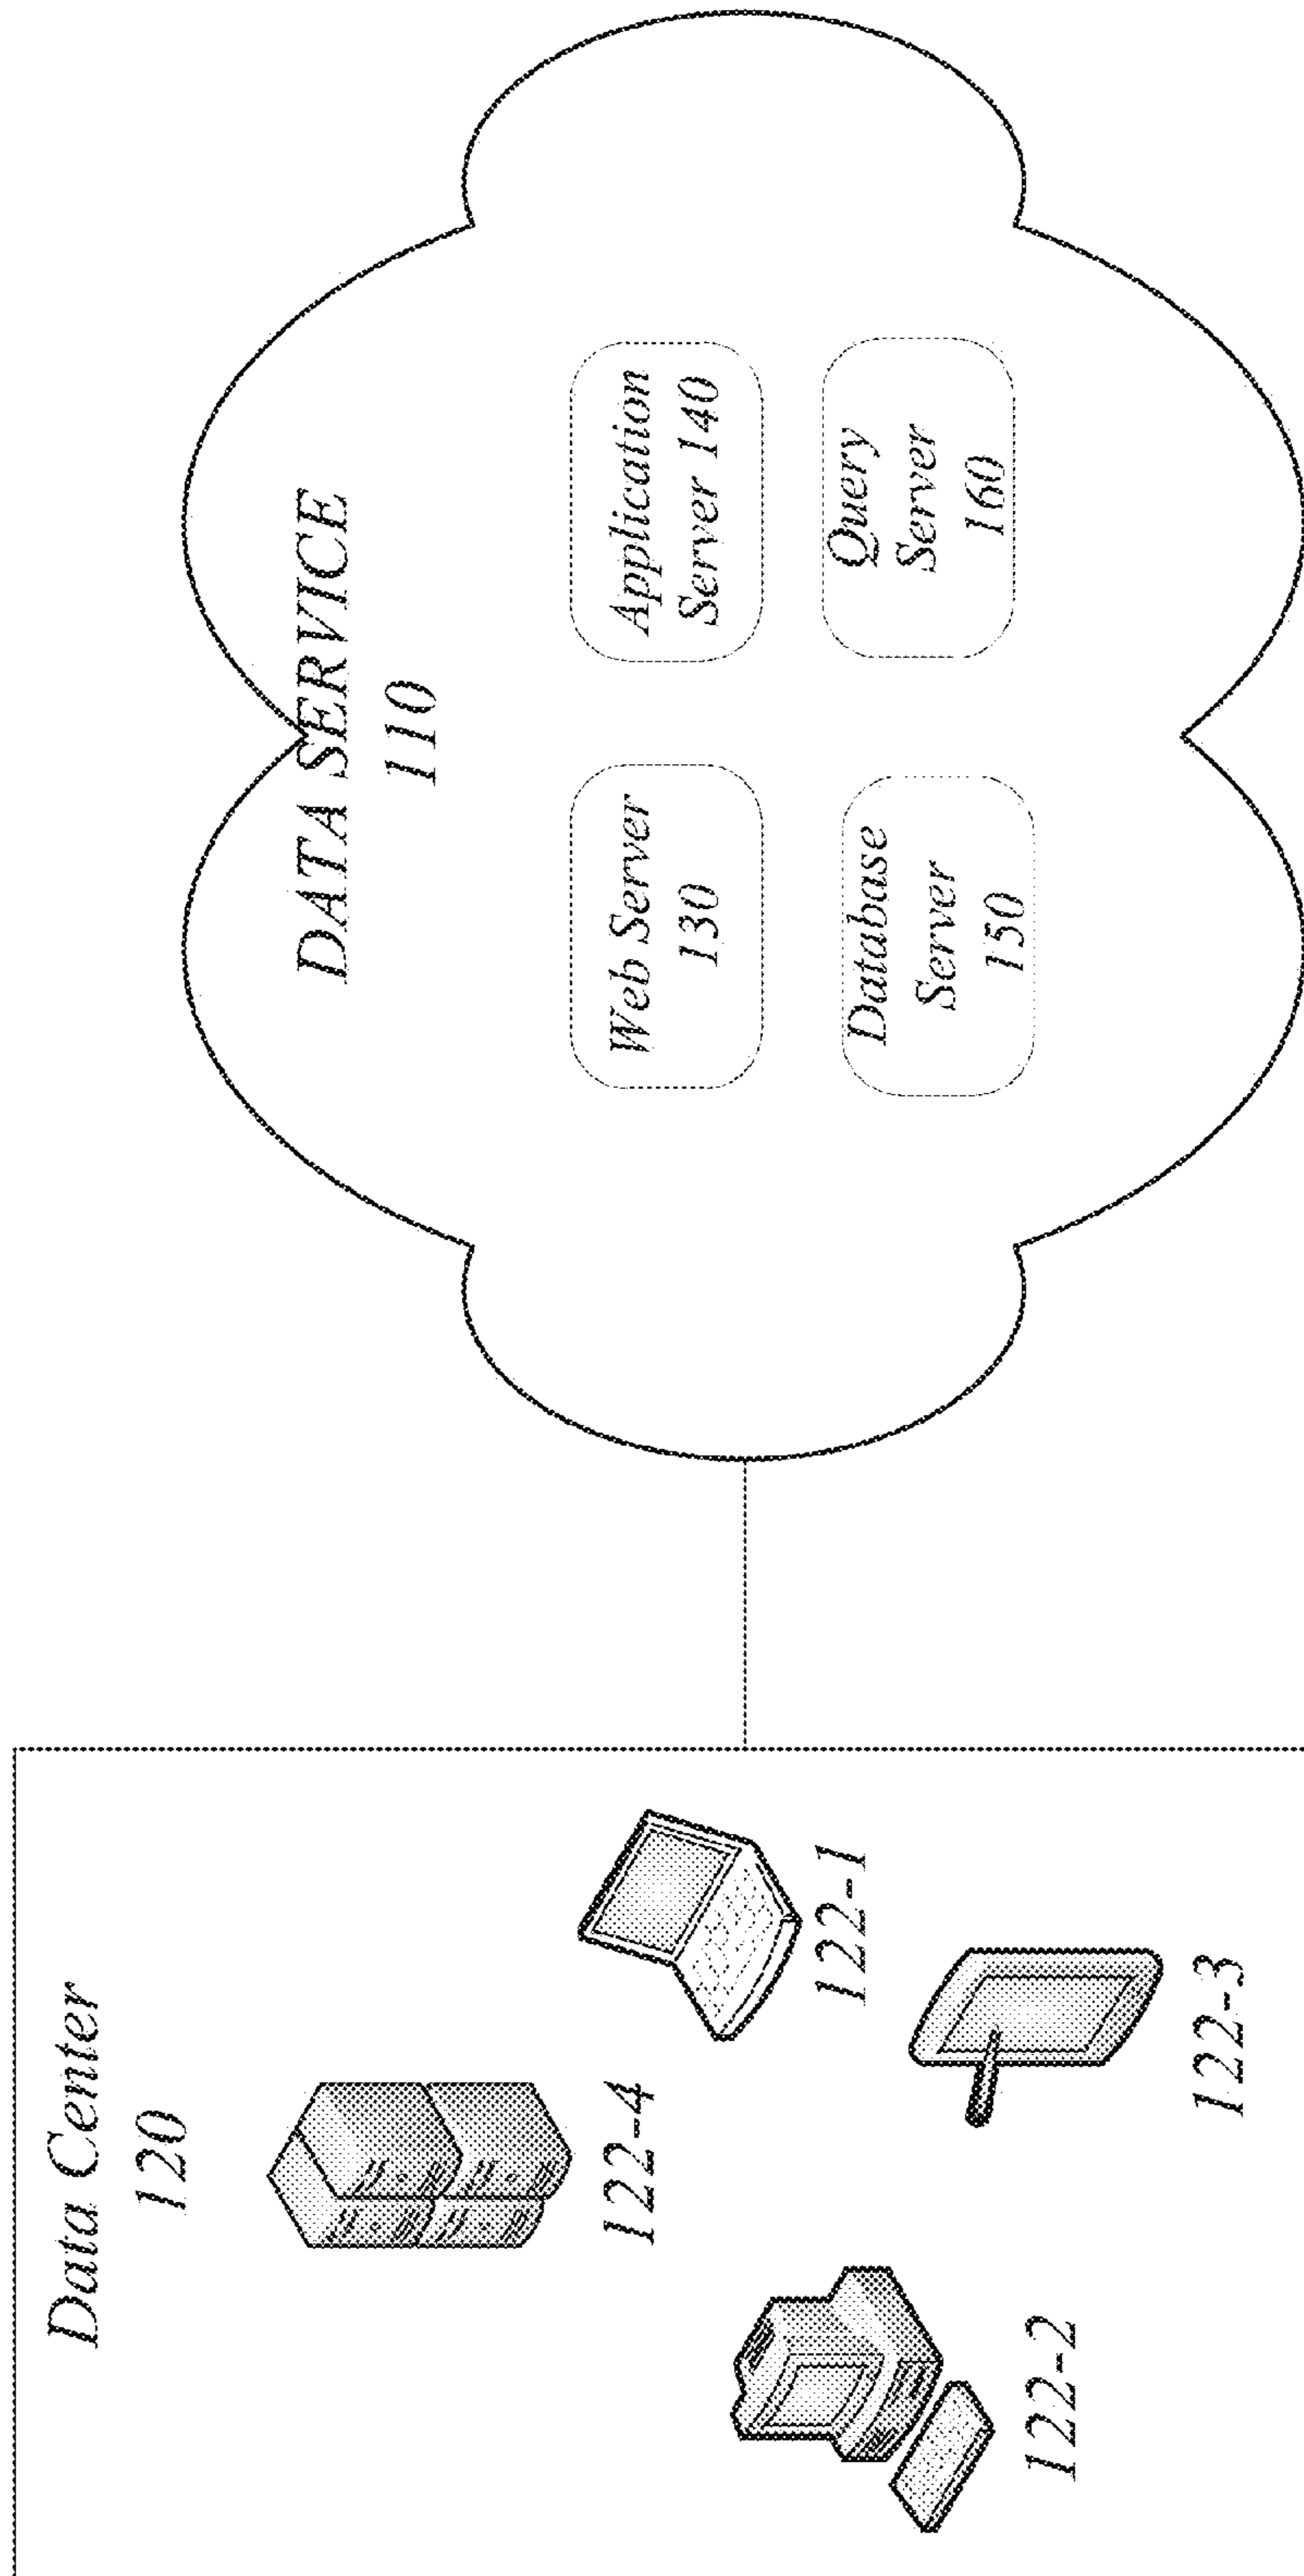 Data Center
120
122-4
122-1
122-2
122-3
DATA SERVICE
110
Web Server
130
Application
Server 140
Database
Server
150
Query
Server
160